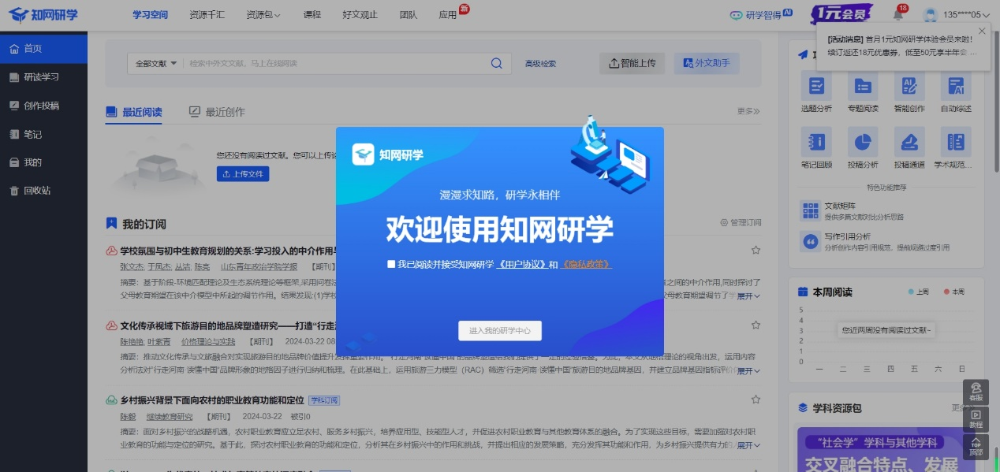 知网研学
学习空间 资源千汇 资源包 课程 好文观止 团队 应用 新
研学智得 AI 1元会员 18 135****05
[活动消息] 首月1元知网研学体验会员来啦!
续订返还18元优惠券，低至50元享半年会 ...
首页
研读学习
创作投稿
笔记
我的
回收站
全部文献 检索中外文文献，马上在线阅读 高级检索 智能上传 外文助手
最近阅读 最近创作 更多
您还没有阅读过文献。您可以上传
上传文件
我的订阅 管理订阅
学校氛围与初中生教育规划的关系:学习投入的中介作用
张文杰; 于凤杰; 丛洁; 陈亮 山东青年政治学院学报 【期刊】
摘要：基于阶段-环境匹配理论及生态系统理论等框架,采用问卷 之间的中介作用,同时探讨了
父母教育期望在该中介模型中所起的调节作用。结果发现:(1)学 父母教育期望调节了 展开
文化传承视域下旅游目的地品牌塑造研究——打造“行走
陈艳艳; 叶紫青 价格理论与实践 【期刊】 2024-03-22 08
摘要：推动文化传承与文旅融合对实现旅游目的地品牌价值提升发挥重要作用。“行走河南·读懂中国”的品牌塑造给我们提供了一定的经验借鉴。为此，本文从地格理论的视角出发，运用内容
分析法对“行走河南·读懂中国”品牌形象的地格因子进行归纳和梳理。在此基础上，运用旅游三力模型（RAC）筛选“行走河南·读懂中国”旅游目的地品牌基因，并建立品牌基因指标评价 展开
乡村振兴背景下面向农村的职业教育功能和定位 学科订阅
陈毅 继续教育研究 【期刊】 2024-03-22 被引0
摘要：面对乡村振兴的战略机遇，农村职业教育应立足农村、服务乡村振兴，培养应用型、技能型人才，并促进农村职业教育与其他教育体系的融合。为了实现这些目标，需要加强对农村职
业教育的功能与定位的研究。基于此，探讨农村职业教育的功能和定位，分析其在乡村振兴中的作用和挑战，并提出相应的发展策略，充分发挥其功能和作用，为乡村振兴提供有力的 展开
知网研学
漫漫求知路，研学永相伴
欢迎使用知网研学
我已阅读并接受知网研学 《用户协议》和 《隐私政策》
进入我的研学中心
选题分析 专题阅读 智能创作 自动综述
笔记回顾 投稿分析 投稿通道 学术规范...
特色功能推荐
文献矩阵
提供多篇文献对比分析思路
写作引用分析
分析创作内容引用规范，提前规避过度引用
本周阅读 上周 本周
5
4
3
2
1
0
您近两周没有阅读过文献~
一 二 三 四 五 六 日
学科资源包 更多
“社会学”学科与其他学科
交叉融合特点、发展
客服
教程
TOP
顶部